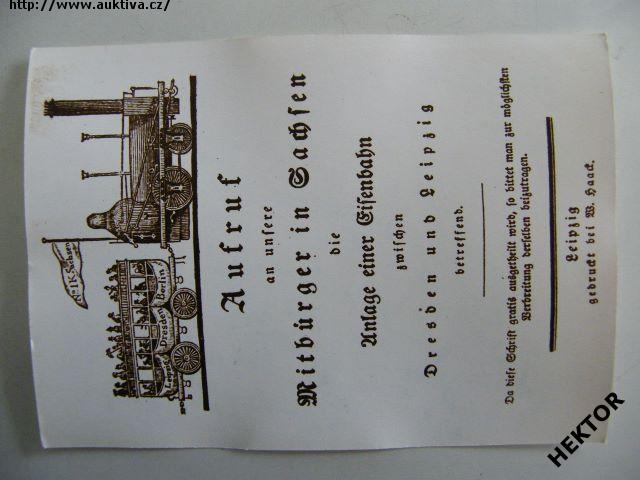 http://www.auktiva.cz/
Aufruf
an unsere
Mitbürger in Sachsen
die
Anlage einer Eisenbahn
zwischen
Dresden und Leipzig
betreffend.
Da diese Schrift gratis ausgetheilt wird, so bittet man zur möglichsten
Verbreitung derselben beizutragen.
Leipzig
gedruckt bei W. Haack.
Dresden Berlin
HEKTOR